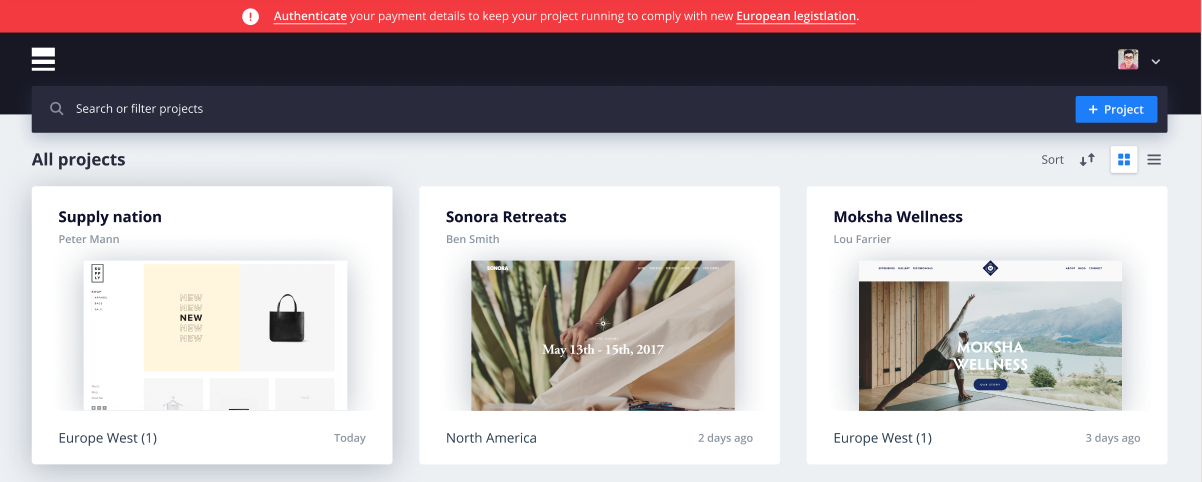 Authenticate your payment details to keep your project running to comply with new European legistlation.
Search or filter projects
+ Project
All projects
Sort
Supply nation
Peter Mann
NEW
NEW
NEW
NEW
NEW
Europe West (1)
Today
Sonora Retreats
Ben Smith
SONORA
May 13th - 15th, 2017
North America
2 days ago
Moksha Wellness
Lou Farrier
MOKSHA
WELLNESS
OUR STORY
Europe West (1)
3 days ago